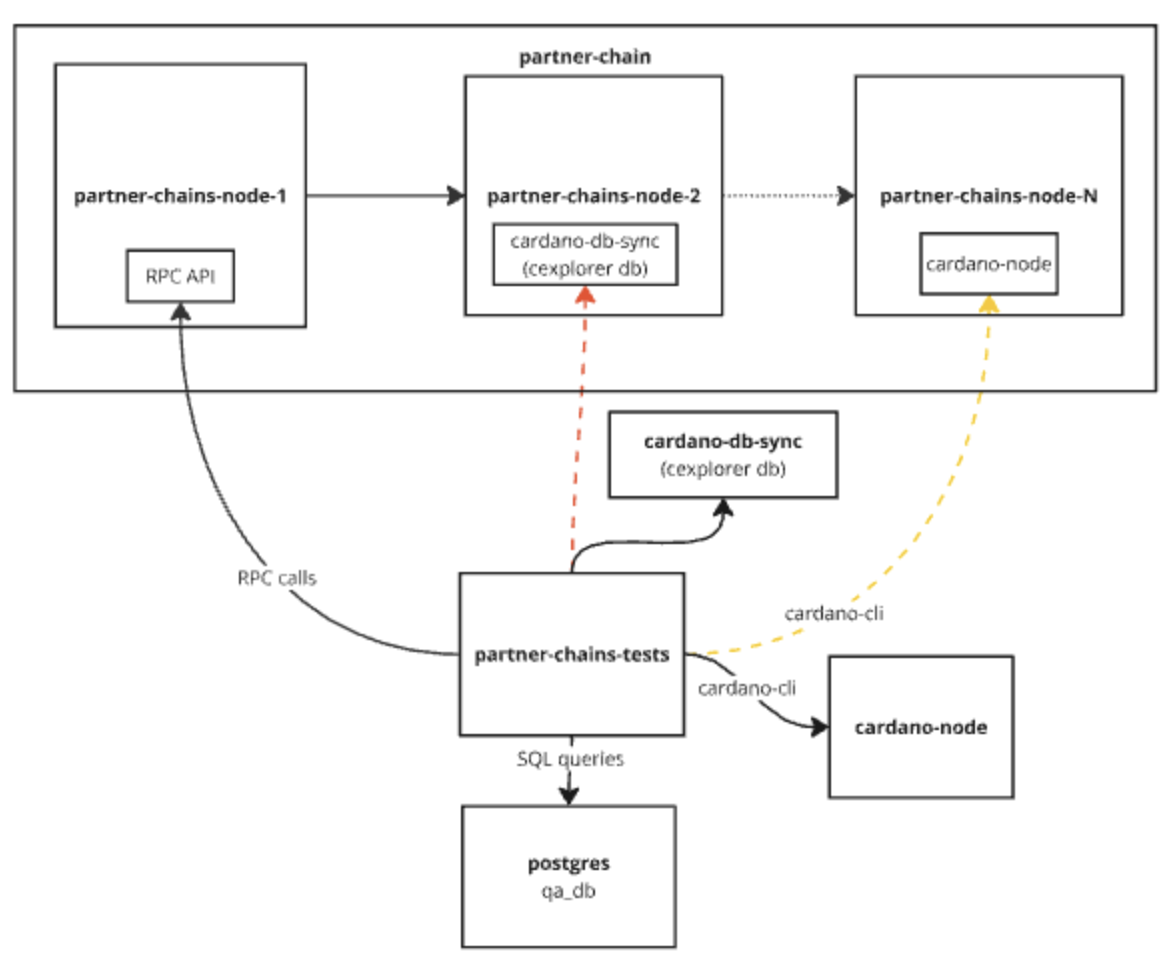 partner-chain
partner-chains-node-1
partner-chains-node-2
partner-chains-node-N
RPC API
cardano-db-sync
(cexplorer db)
cardano-node
cardano-db-sync
(cexplorer db)
RPC calls
cardano-cli
partner-chains-tests
cardano-cli
cardano-node
SQL queries
postgres
qa_db